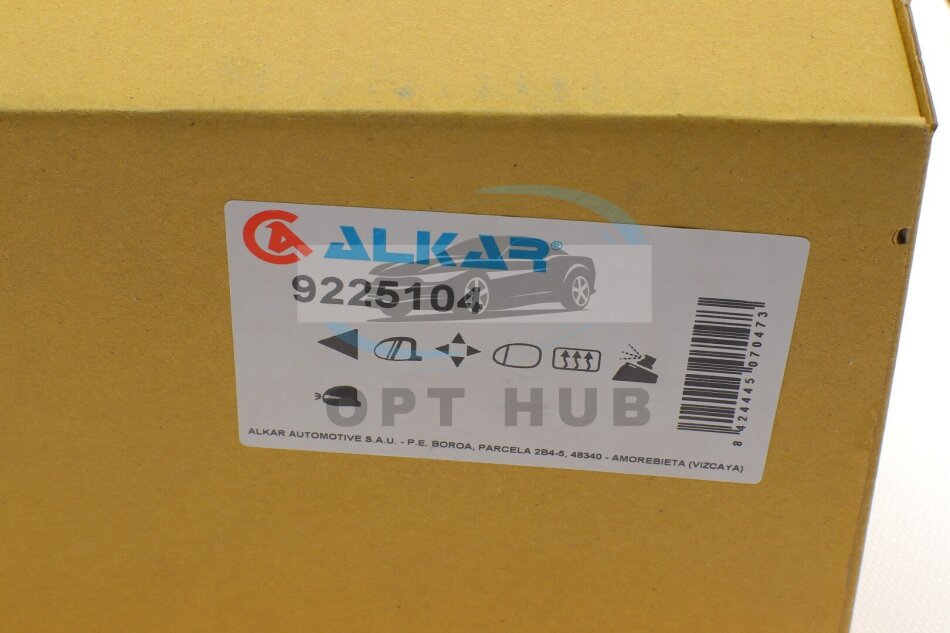 ALKAR®
9225104
OPT HUB
ALKAR AUTOMOTIVE S.A.U. - P.E. BOROA, PARCELA 2B4-5, 48340 - AMOREBIETA (VIZCAYA)
8 424445 070473